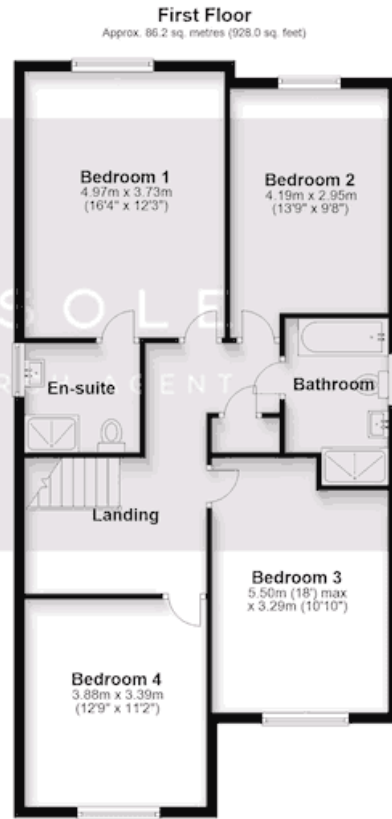 First Floor
Approx. 86.2 sq. metres (928.0 sq. feet)
Bedroom 1
4.97m x 3.73m
(16'4" x 12'3")
Bedroom 2
4.19m x 2.95m
(13'9" x 9'8")
SOLE
AGENT
En-suite
Bathroom
Landing
Bedroom 3
5.50m (18') max
x 3.29m (10'10")
Bedroom 4
3.88m x 3.39m
(12'9" x 11'2")